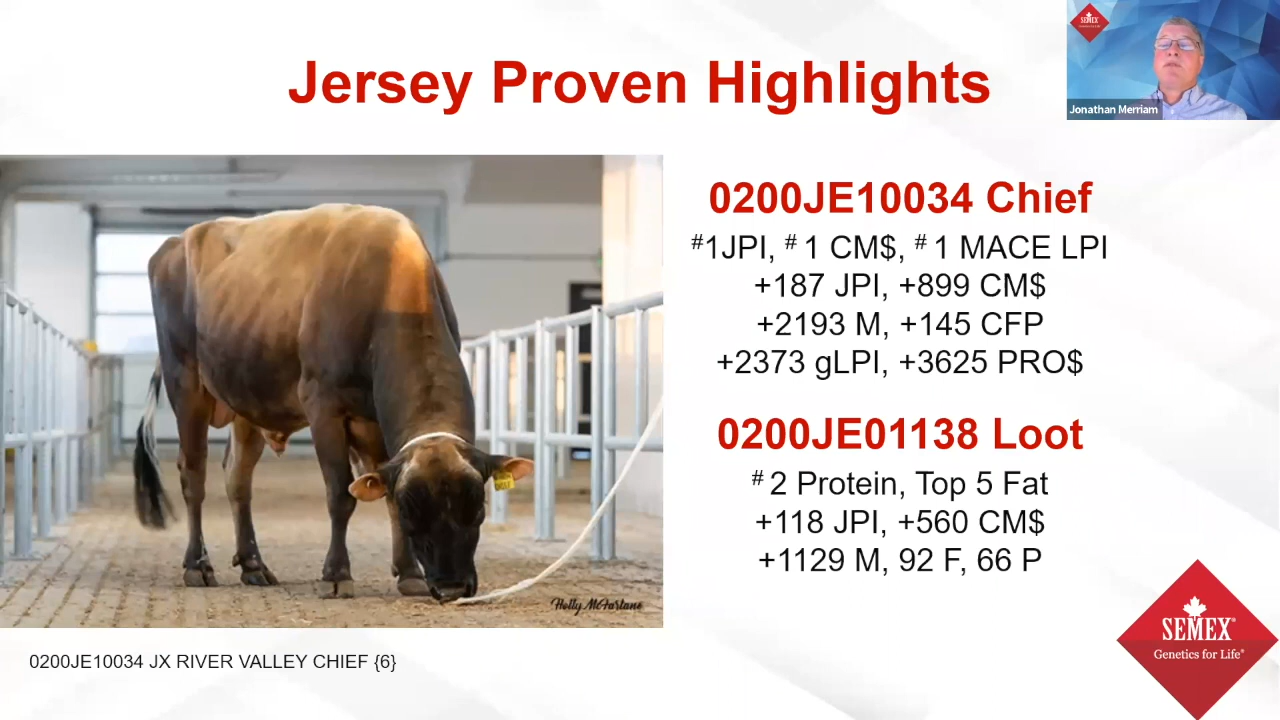 SEMEX
Jonathan Merriam
Jersey Proven Highlights
0200JE10034 Chief
#1JPI, # 1 CM$, # 1 MACE LPI
+187 JPI, +899 CM$
+2193 M, +145 CFP
+2373 gLPI, +3625 PRO$
0200JE01138 Loot
# 2 Protein, Top 5 Fat
+118 JPI, +560 CM$
+1129 M, 92 F, 66 P
Holly McFarlane
0200JE10034 JX RIVER VALLEY CHIEF {6}
SEMEX®
Genetics for Life®